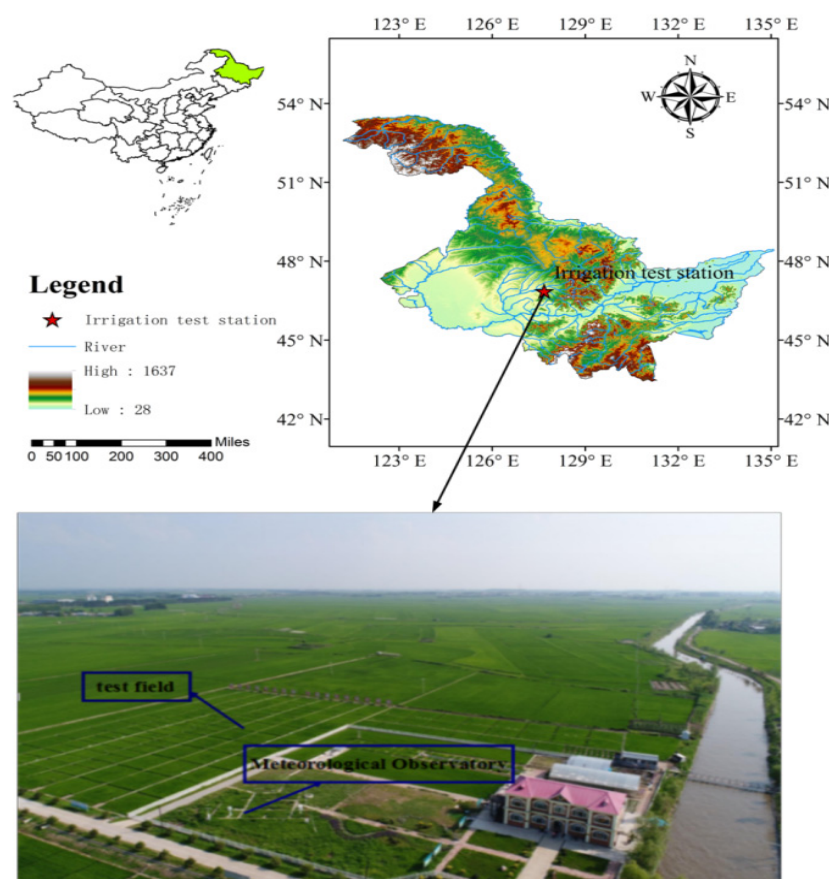 123° E 126° E 129° E 132° E 135° E
54° N
51° N
48° N
45° N
42° N
N
W E
S
54° N
51° N
48° N
45° N
42° N
Irrigation test station
123° E 126° E 129° E 132° E 135° E
Legend
Irrigation test station
River
High : 1637
Low : 28
Miles
0 50 100 200 300 400
test field
Meteorological Observatory